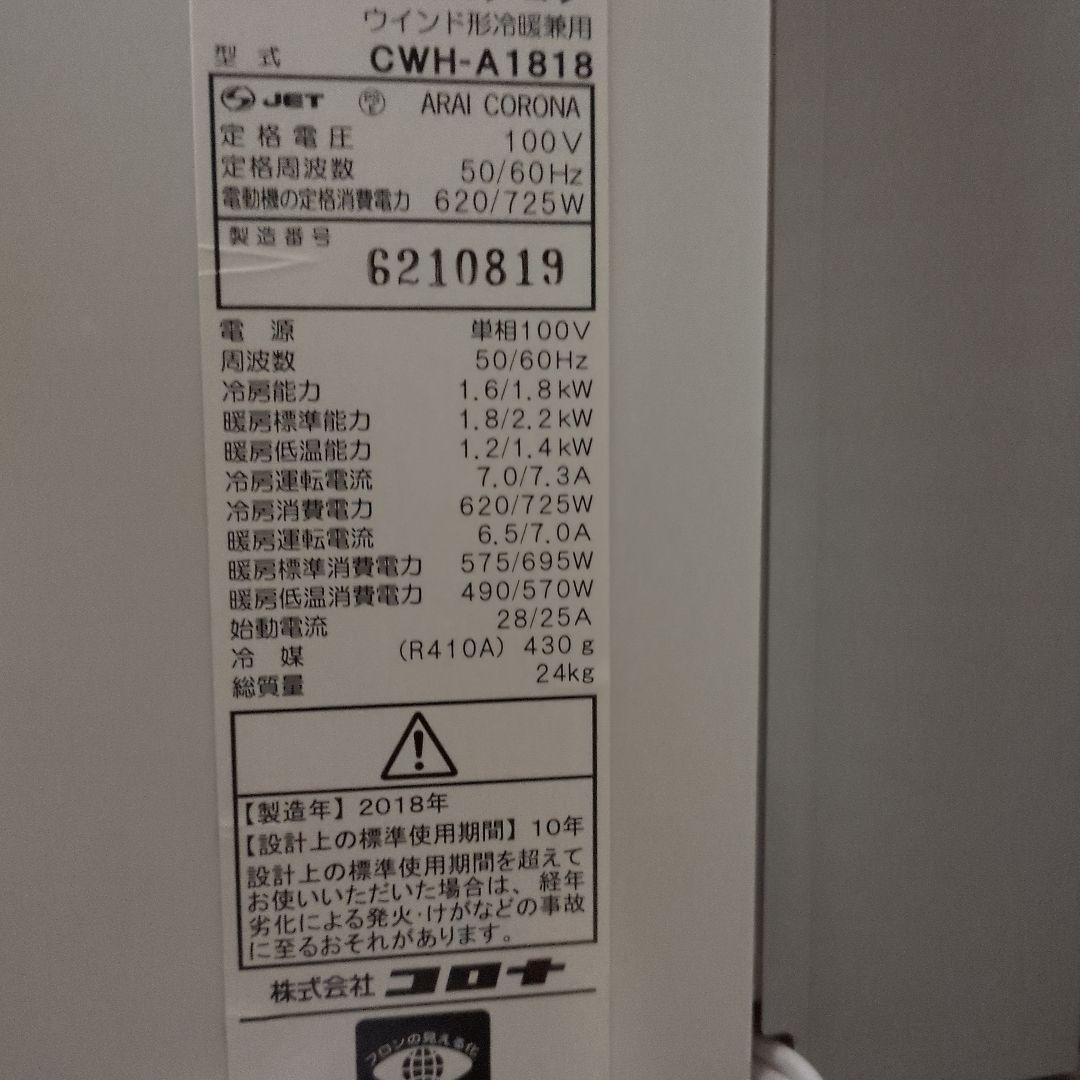 ウインド形冷暖兼用
型 式 CWH-A1818
JET PS E ARAI CORONA
定格電圧 100V
定格周波数 50/60Hz
電動機の定格消費電力 620/725W
製造番号
6210819
電 源 単相100V
周波数 50/60Hz
冷房能力 1.6/1.8kW
暖房標準能力 1.8/2.2kW
暖房低温能力 1.2/1.4kW
冷房運転電流 7.0/7.3A
冷房消費電力 620/725W
暖房運転電流 6.5/7.0A
暖房標準消費電力 575/695W
暖房低温消費電力 490/570W
始動電流 28/25A
冷 媒 (R410A) 430g
総質量 24kg
【製造年】2018年
【設計上の標準使用期間】10年
設計上の標準使用期間を超えて
お使いいただいた場合は、経年
劣化による発火・けがなどの事故
に至るおそれがあります。
株式会社 コロナ
フロンの見える化